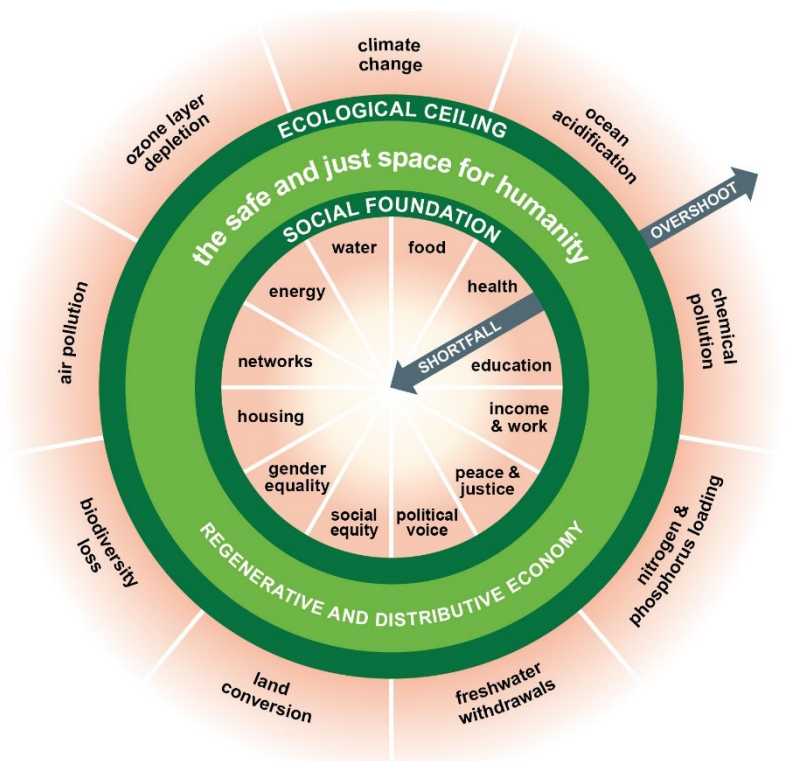 climate
change
ocean
acidification
chemical
pollution
nitrogen &
phosphorus loading
freshwater
withdrawals
land
conversion
biodiversity
loss
air pollution
ozone layer
depletion
ECOLOGICAL CEILING
the safe and just space for humanity
SOCIAL FOUNDATION
OVERSHOOT
SHORTFALL
water
food
health
education
income
& work
peace &
justice
political
voice
social
equity
gender
equality
housing
networks
energy
REGENERATIVE AND DISTRIBUTIVE ECONOMY